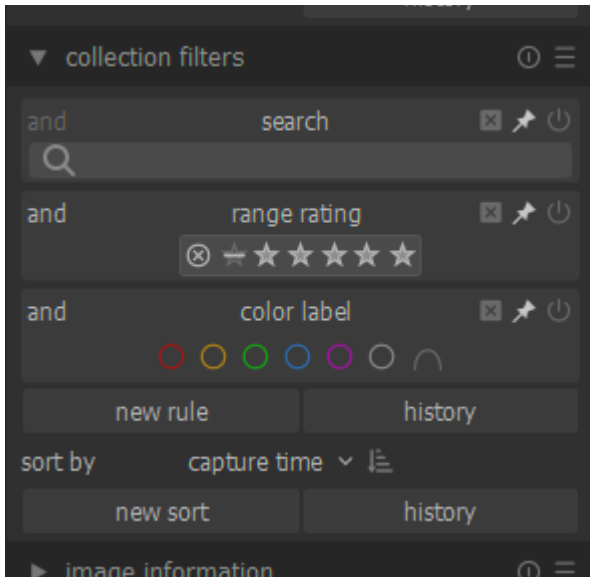 history
collection filters
and search
and range rating
and color label
new rule history
sort by capture time
new sort history
image information